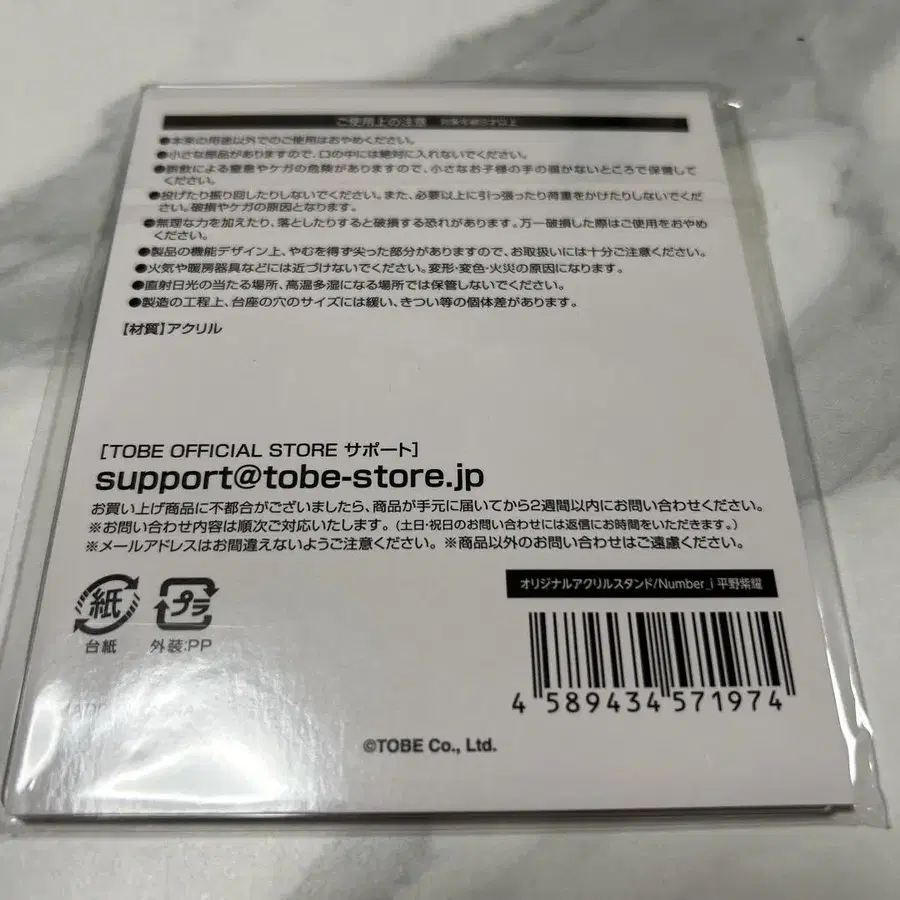 ご使用上の注意 対象年齢15才以上
●本来の用途以外でのご使用はおやめください。
●小さな部品がありますので、口の中には絶対に入れないでください。
●誤飲による窒息やケガの危険がありますので、小さなお子様の手の届かないところで保管して
ください。
●投げたり振り回したりしないでください。また、必要以上に引っ張ったり荷重をかけたりしないでくだ
さい。破損やケガの原因となります。
●無理な力を加えたり、落としたりすると破損する恐れがあります。万一破損した際はご使用をおやめ
ください。
●製品の機能デザイン上、やむを得ず尖った部分がありますので、お取扱いには十分ご注意ください。
●火気や暖房器具などには近づけないでください。変形・変色・火災の原因になります。
●直射日光の当たる場所、高温多湿になる場所では保管しないでください。
●製造の工程上、台座の穴のサイズには緩い、きつい等の個体差があります。
【材質】アクリル
[TOBE OFFICIAL STORE サポート]
support@tobe-store.jp
お買い上げ商品に不都合がございましたら、商品が手元に届いてから2週間以内にお問い合わせください。
※お問い合わせ内容は順次ご対応いたします。(土日・祝日のお問い合わせには返信にお時間をいただきます。)
※メールアドレスはお間違えないようご注意ください。※商品以外のお問い合わせはご遠慮ください。
紙
台紙
プラ
外装:PP
オリジナルアクリルスタンド/Number_i 平野紫耀
4 589434 571974
©TOBE Co., Ltd.